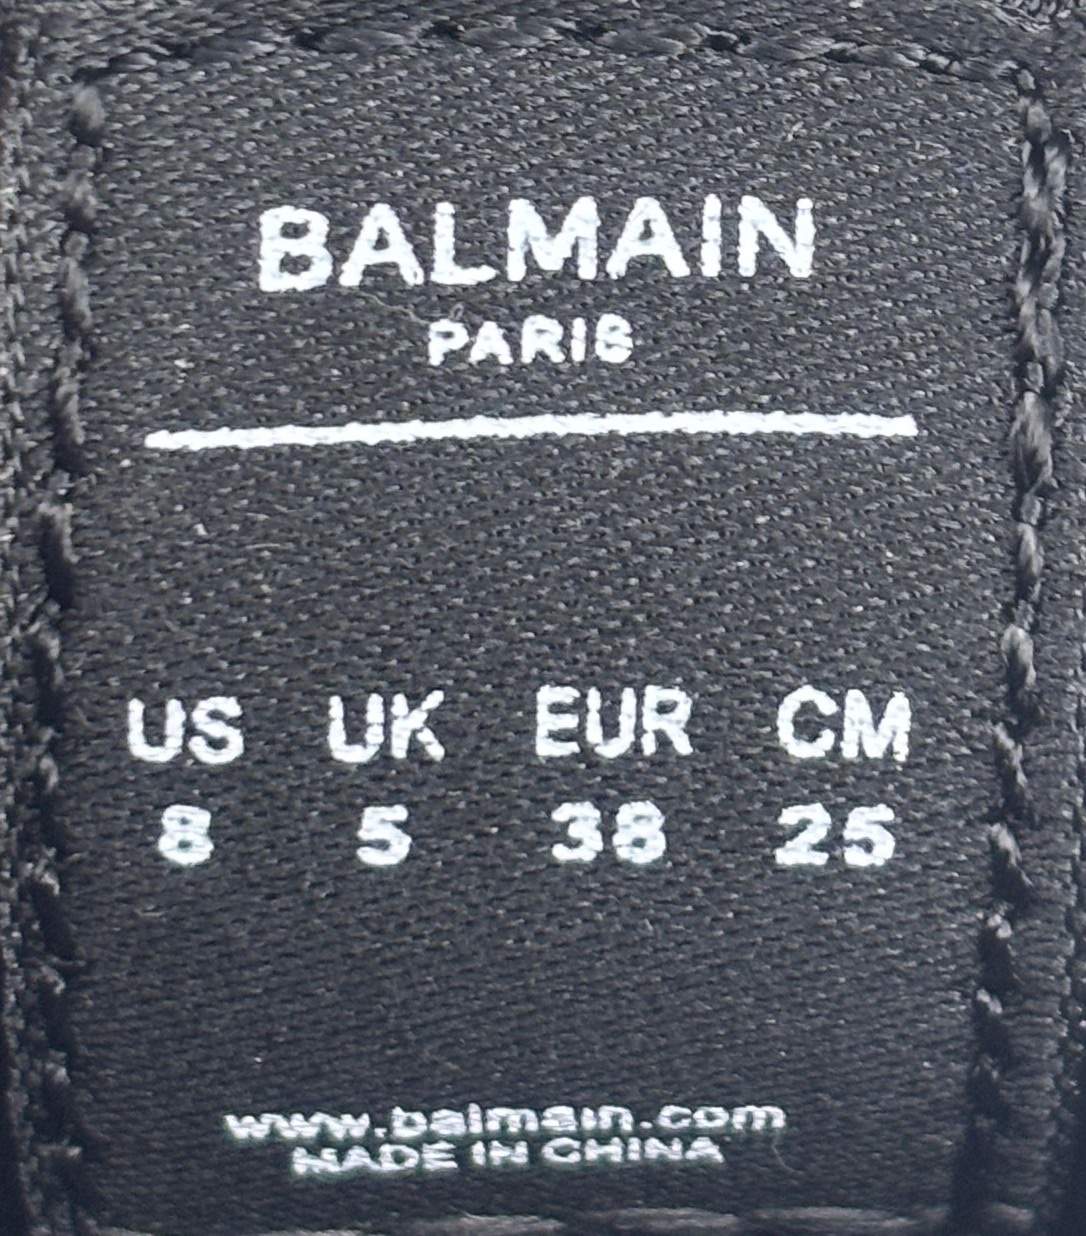 BALMAIN
PARIS
US UK EUR CM
8 5 38 25
www.balmain.com
MADE IN CHINA